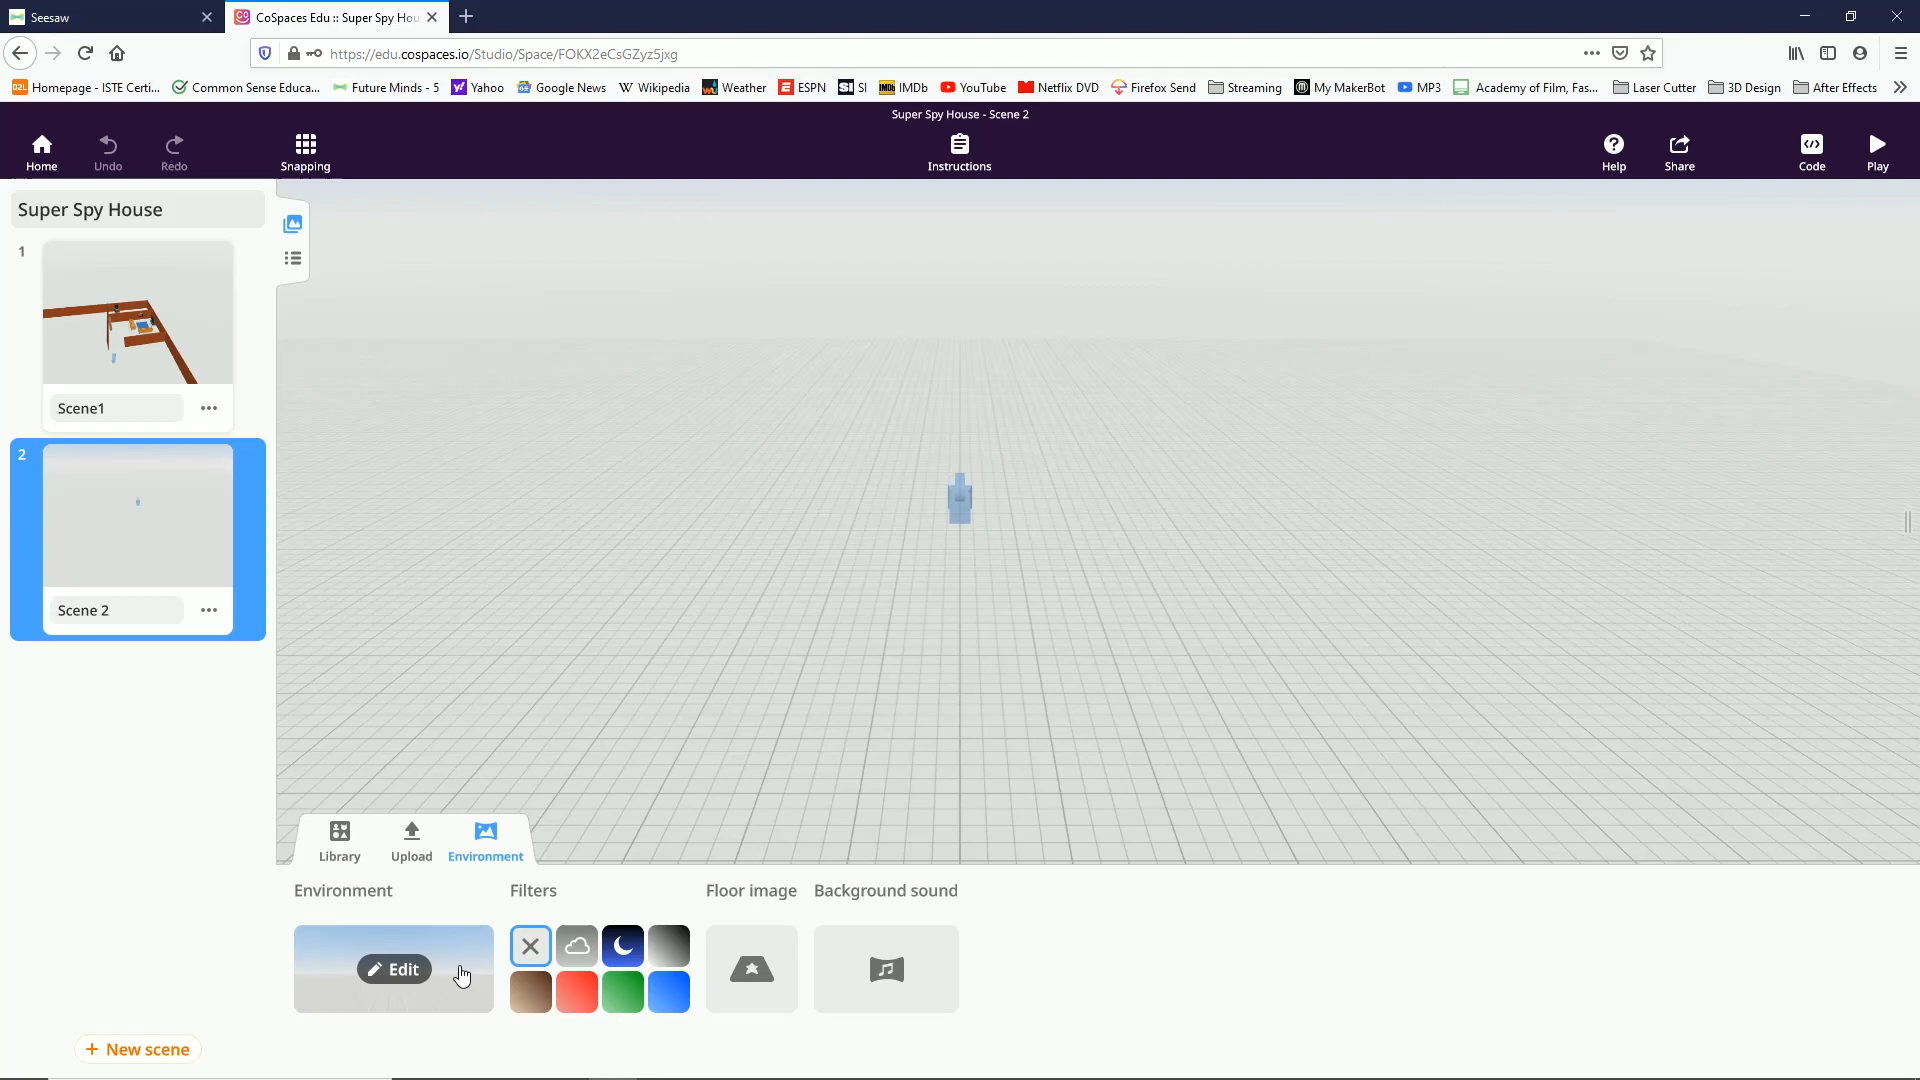 Seesaw
CoSpaces Edu :: Super Spy Hou
https://edu.cospaces.io/Studio/Space/FOKX2eCsGZyz5jxg
Homepage - ISTE Certi... Common Sense Educa... Future Minds - 5 Yahoo Google News Wikipedia Weather ESPN SI IMDb YouTube Netflix DVD Firefox Send Streaming My MakerBot MP3 Academy of Film, Fas... Laser Cutter 3D Design After Effects
Super Spy House - Scene 2
Home Undo Redo Snapping Instructions Help Share Code Play
Super Spy House
1
Scene1
2
Scene 2
Library Upload Environment
Environment Filters Floor image Background sound
Edit
+ New scene